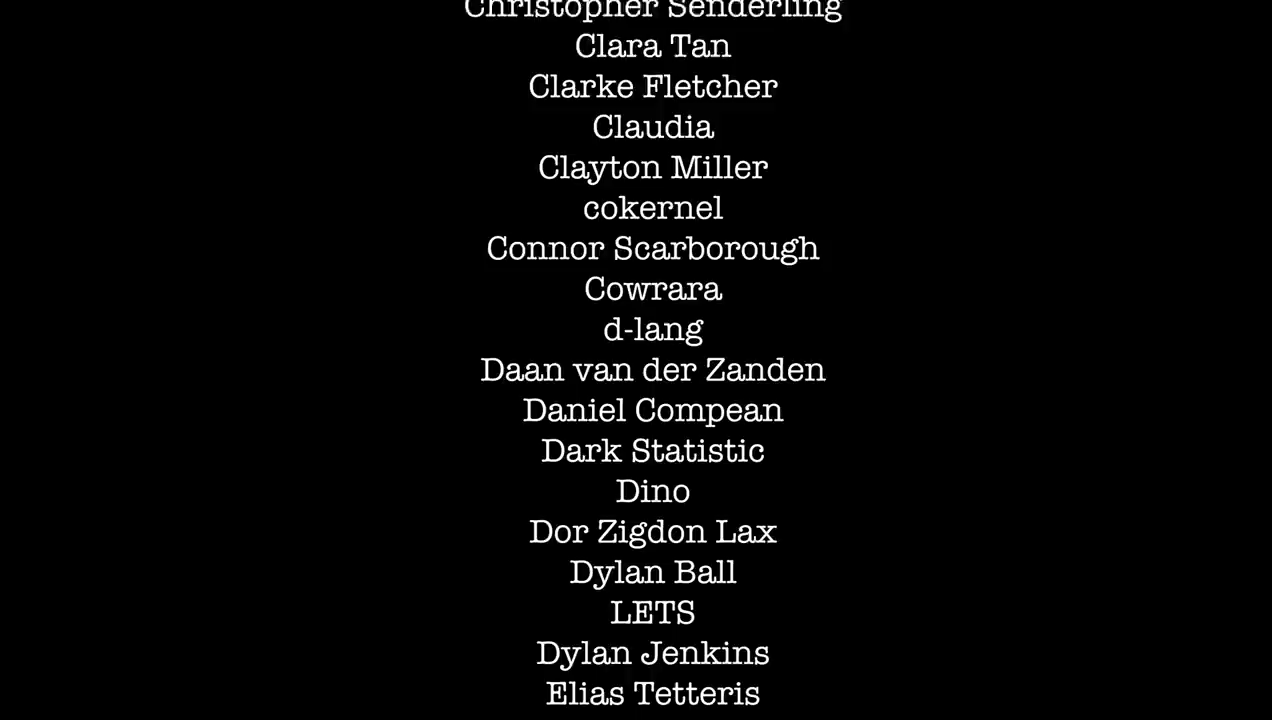 Christopher Senderling
Clara Tan
Clarke Fletcher
Claudia
Clayton Miller
cokernel
Connor Scarborough
Cowrara
d-lang
Daan van der Zanden
Daniel Compean
Dark Statistic
Dino
Dor Zigdon Lax
Dylan Ball
LETS
Dylan Jenkins
Elias Tetteris